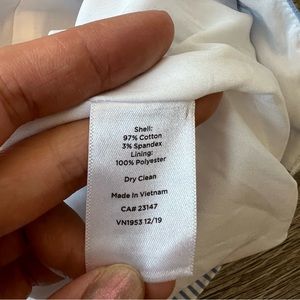 Shell:
97% Cotton
3% Spandex
Lining:
100% Polyester
Dry Clean
Made In Vietnam
CA# 23147
VN1953 12/19